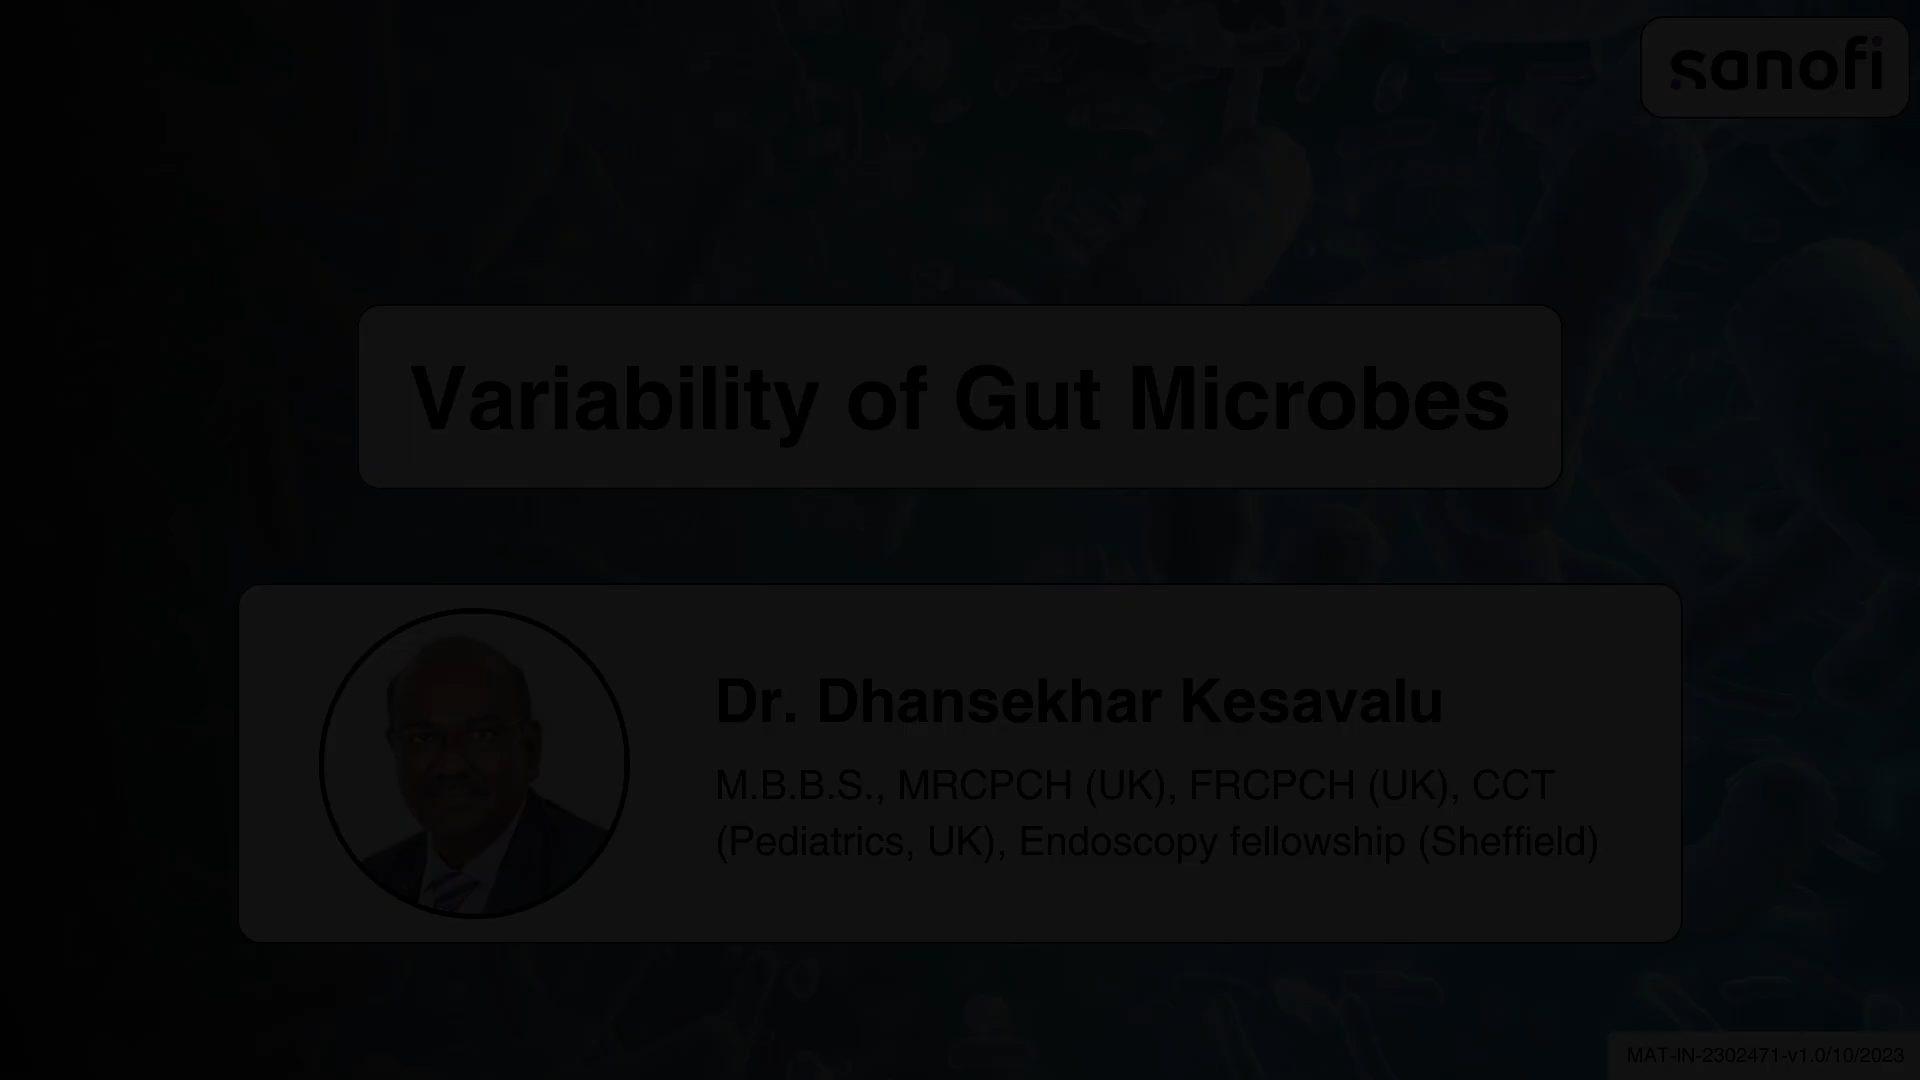 sanofi
Variability of Gut Microbes
Dr. Dhansekhar Kesavalu
M.B.B.S., MRCPCH (UK), FRCPCH (UK), CCT
(Pediatrics, UK), Endoscopy fellowship (Sheffield)
MAT-IN-2302471-v1.0/10/2023